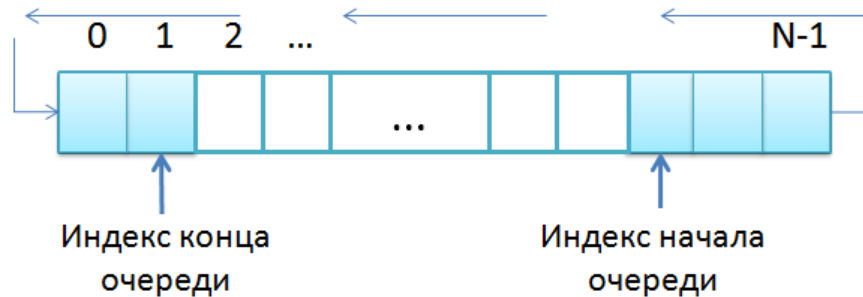 0 1 2 ... N-1
...
Индекс конца
очереди
Индекс начала
очереди